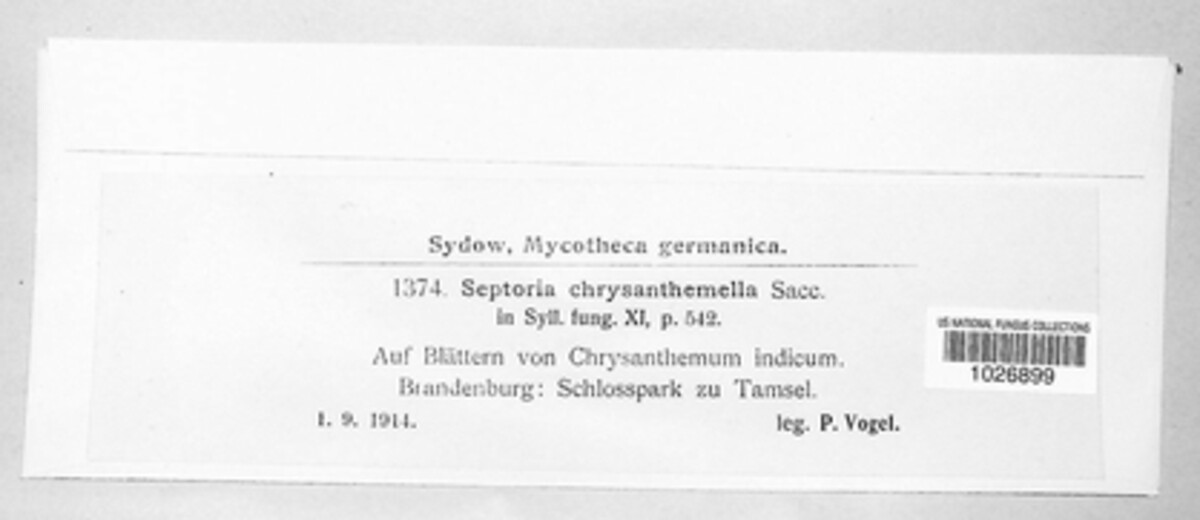 Sydow, Mycotheca germanica.
1374. Septoria chrysanthemella Sacc.
in Syll. fung. XI, p. 542.
Auf Blättern von Chrysanthemum indicum.
Brandenburg: Schlosspark zu Tamsel.
1. 9. 1914. leg. P. Vogel.
US NATIONAL FUNGUS COLLECTIONS
1026899